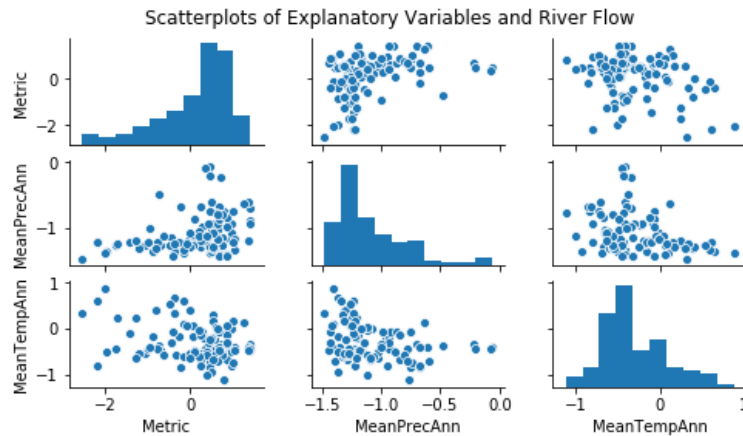 Scatterplots of Explanatory Variables and River Flow
Metric
0
−2
MeanPrecAnn
0
−1
MeanTempAnn
1
0
−1
−2
0
−1.5
−1.0
−0.5
0.0
−1
0
1
Metric
MeanPrecAnn
MeanTempAnn